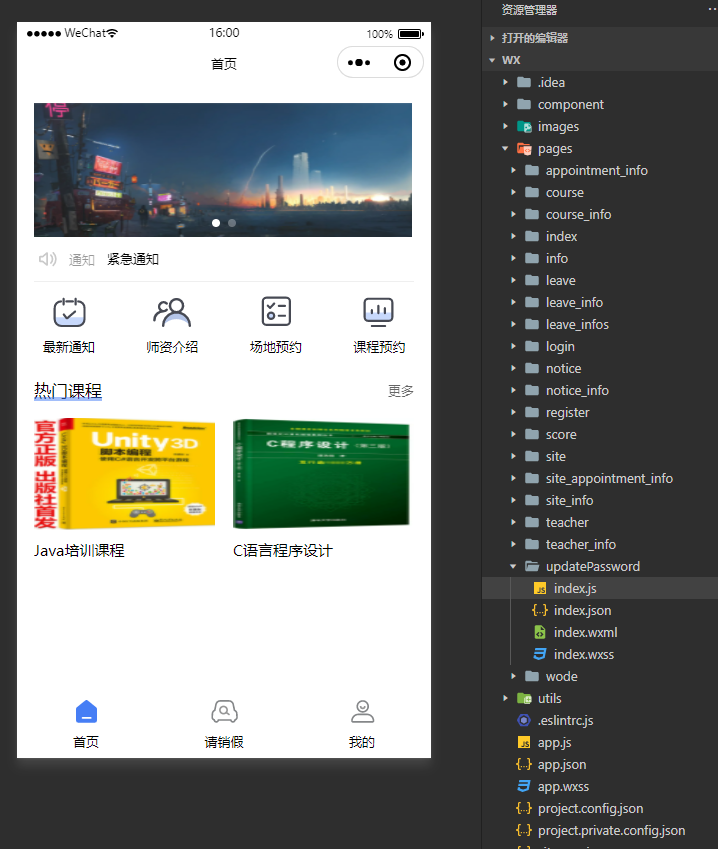 WeChat
16:00
100%
首页
停
通知 紧急通知
最新通知
师资介绍
场地预约
课程预约
热门课程
更多
官方正版 出版社首发
Unity3D
脚本编程
C程序设计
Java培训课程
C语言程序设计
首页
请销假
我的
资源管理器
打开的编辑器
WX
.idea
component
images
pages
appointment_info
course
course_info
index
info
leave
leave_info
leave_infos
login
notice
notice_info
register
score
site
site_appointment_info
site_info
teacher
teacher_info
updatePassword
index.js
index.json
index.wxml
index.wxss
wode
utils
.eslintrc.js
app.js
app.json
app.wxss
project.config.json
project.private.config.json